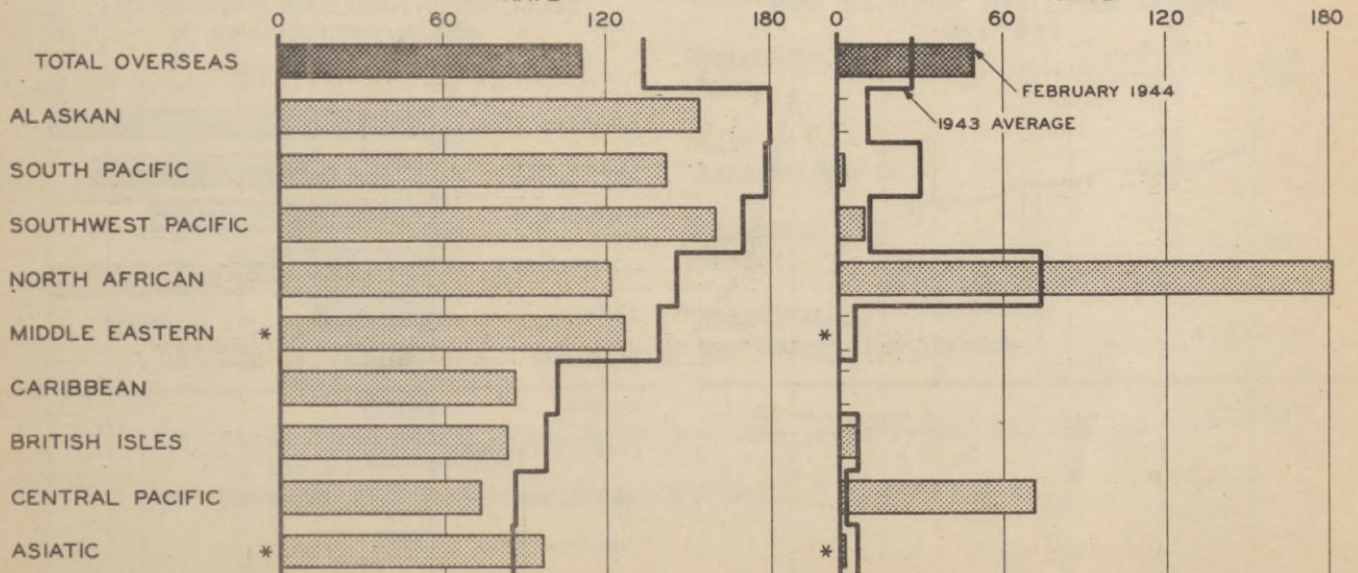 0 60 120 180 0 60 120 180
TOTAL OVERSEAS
FEBRUARY 1944
ALASKAN
1943 AVERAGE
SOUTH PACIFIC
SOUTHWEST PACIFIC
NORTH AFRICAN
MIDDLE EASTERN * *
CARIBBEAN
BRITISH ISLES
CENTRAL PACIFIC
ASIATIC * *